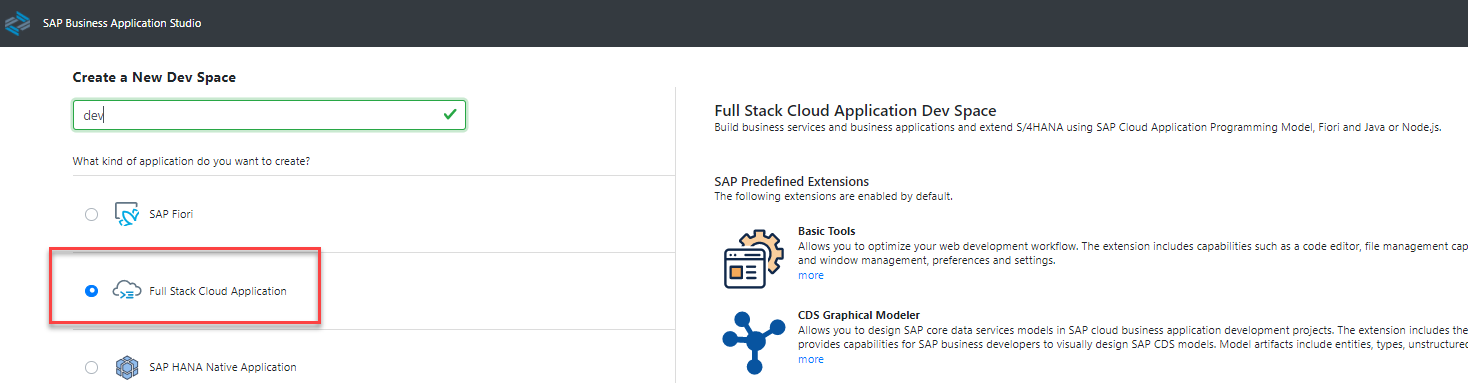 SAP Business Application Studio
Create a New Dev Space
dev
What kind of application do you want to create?
SAP Fiori
Full Stack Cloud Application
SAP HANA Native Application
Full Stack Cloud Application Dev Space
Build business services and business applications and extend S/4HANA using SAP Cloud Application Programming Model, Fiori and Java or Node.js.
SAP Predefined Extensions
The following extensions are enabled by default.
Basic Tools
Allows you to optimize your web development workflow. The extension includes capabilities such as a code editor, file management cap
and window management, preferences and settings.
more
CDS Graphical Modeler
Allows you to design SAP core data services models in SAP cloud business application development projects. The extension includes the
provides capabilities for SAP business developers to visually design SAP CDS models. Model artifacts include entities, types, unstructured
more